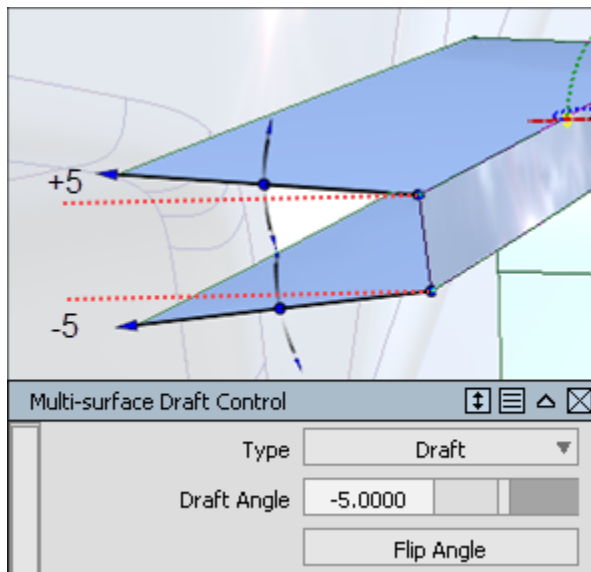 +5
-5
Multi-surface Draft Control
Type Draft
Draft Angle -5.0000
Flip Angle